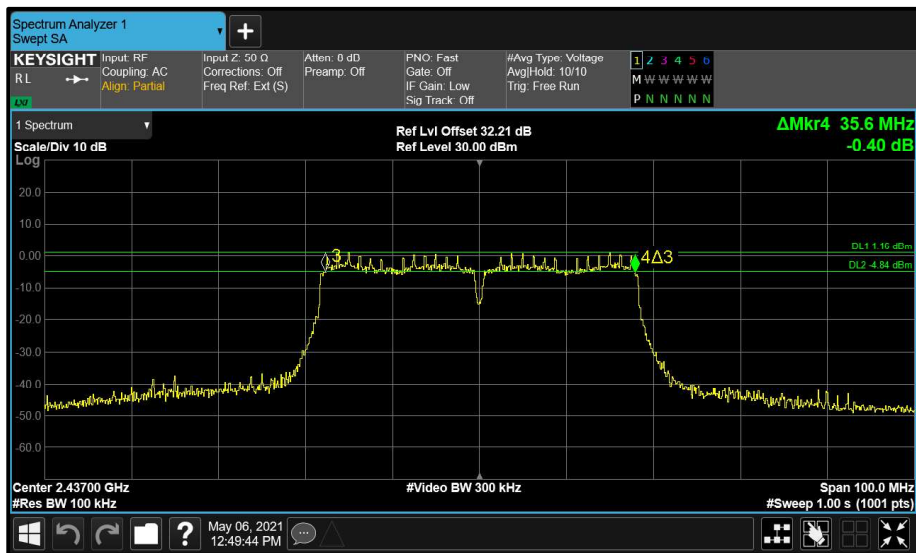 Spectrum Analyzer 1
Swept SA
KEYSIGHT
RL
LXI
Input: RF
Coupling: AC
Align: Partial
Input Z: 50 Ω
Corrections: Off
Freq Ref: Ext (S)
Atten: 0 dB
Preamp: Off
PNO: Fast
Gate: Off
IF Gain: Low
Sig Track: Off
#Avg Type: Voltage
Avg|Hold: 10/10
Trig: Free Run
1 2 3 4 5 6
M W W W W W
P N N N N N
1 Spectrum
Scale/Div 10 dB
Log
Ref Lvl Offset 32.21 dB
Ref Level 30.00 dBm
ΔMkr4 35.6 MHz
-0.40 dB
20.0
10.0
0.00
-10.0
-20.0
-30.0
-40.0
-50.0
-60.0
3
4Δ3
DL1 1.16 dBm
DL2 -4.84 dBm
Center 2.43700 GHz
#Res BW 100 kHz
#Video BW 300 kHz
Span 100.0 MHz
#Sweep 1.00 s (1001 pts)
?
May 06, 2021
12:49:44 PM